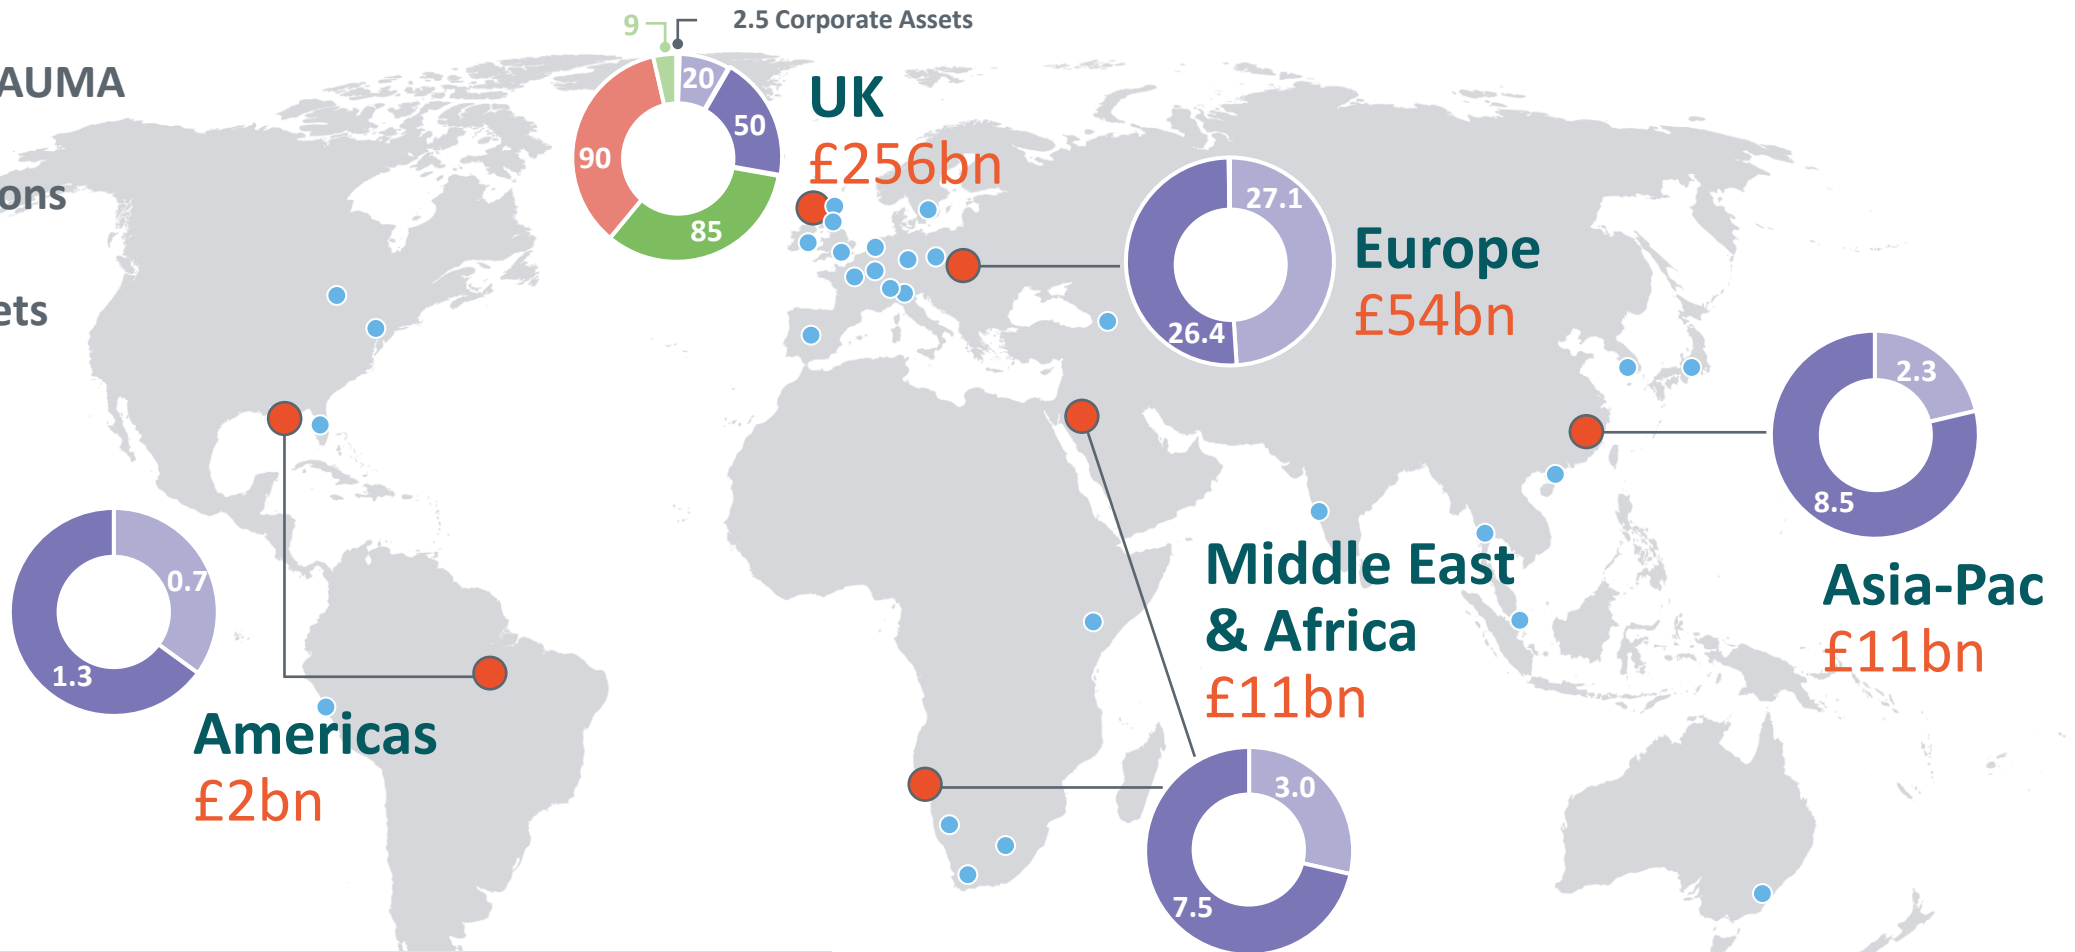 9
2.5 Corporate Assets
AUMA
20
UK
50
£256bn
90
ons
27.1
85
Europe
ets
£54bn
26.4
2.3
8.5
Middle East
& Africa
£11bn
Asia-Pac
£11bn
0.7
1.3
Americas
£2bn
3.0
7.5